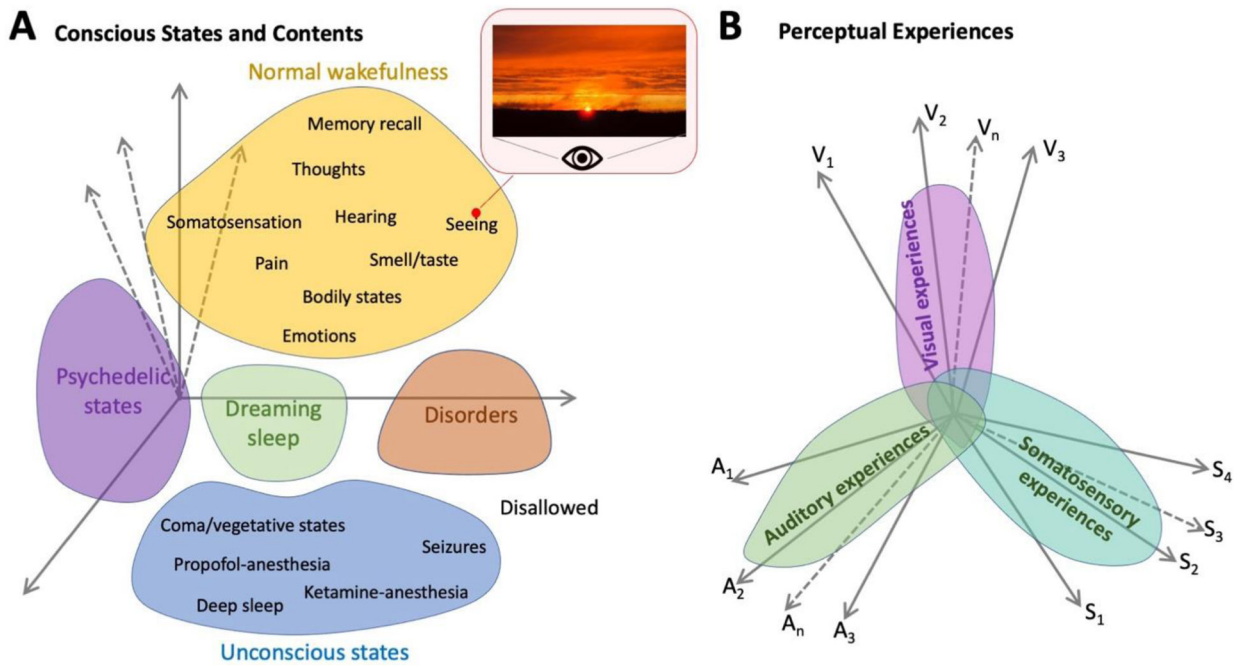 A Conscious States and Contents
Normal wakefulness
Memory recall
Thoughts
Somatosensation
Hearing
Seeing
Pain
Smell/taste
Bodily states
Emotions
Psychedelic
states
Dreaming
sleep
Disorders
Disallowed
Coma/vegetative states
Seizures
Propofol-anesthesia
Ketamine-anesthesia
Deep sleep
Unconscious states
B Perceptual Experiences
V1
V2
Vn
V3
Visual experiences
Auditory experiences
Somatosensory
experiences
A1
A2
An
A3
S4
S3
S2
S1